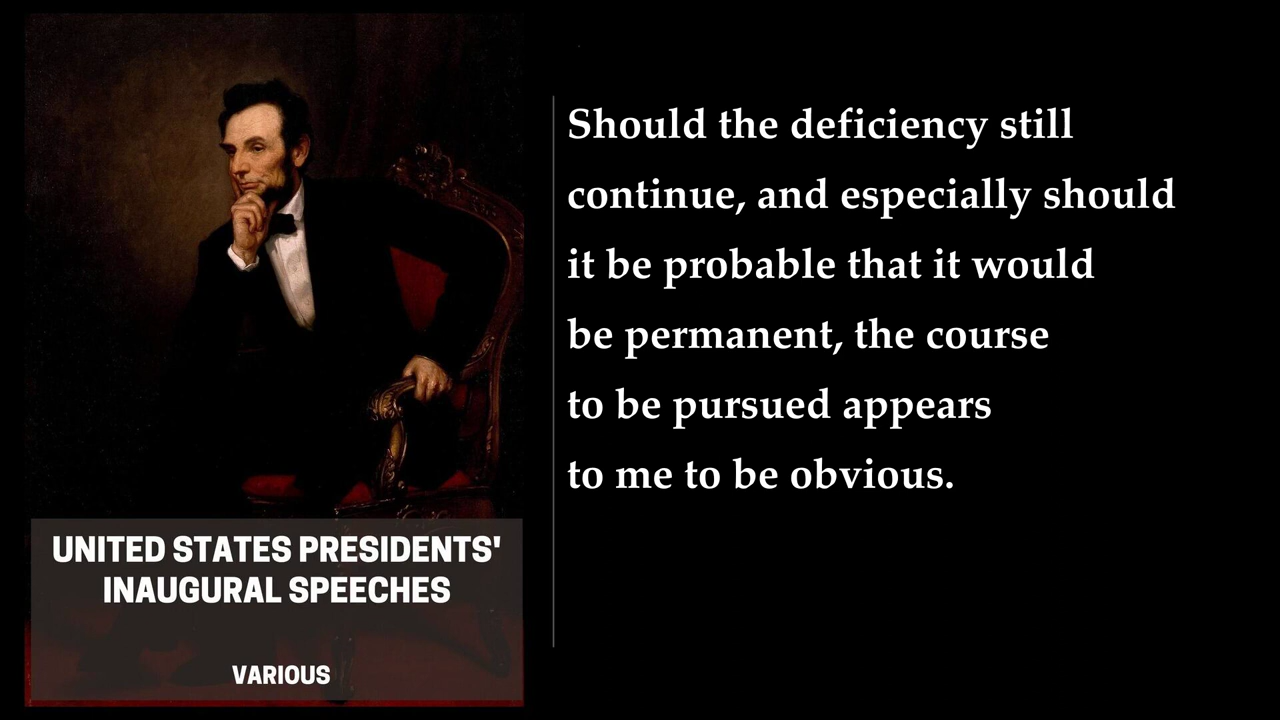 Should the deficiency still
continue, and especially should
it be probable that it would
be permanent, the course
to be pursued appears
to me to be obvious.
UNITED STATES PRESIDENTS'
INAUGURAL SPEECHES
VARIOUS